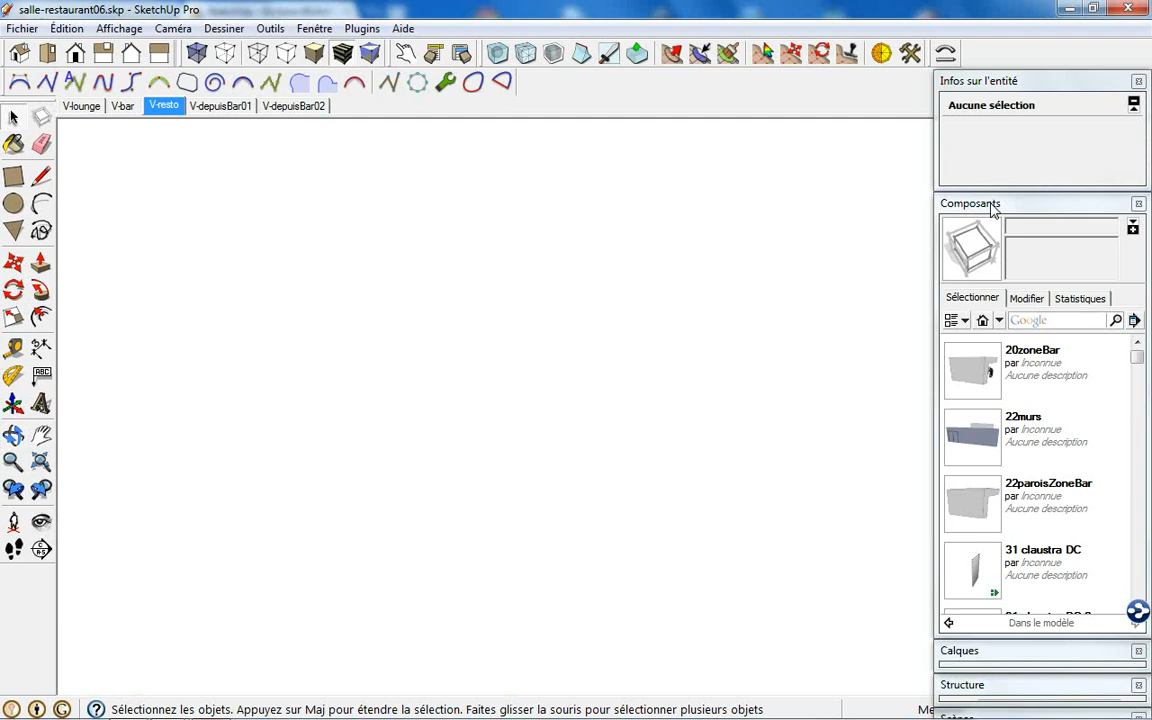 salle-restaurant06.skp - SketchUp Pro
Fichier Édition Affichage Caméra Dessiner Outils Fenêtre Plugins Aide
V-lounge V-bar V-resto V-depuisBar01 V-depuisBar02
Infos sur l'entité
Aucune sélection
Composants
Sélectionner Modifier Statistiques
Google
20zoneBar
par Inconnue
Aucune description
22murs
par Inconnue
Aucune description
22paroisZoneBar
par Inconnue
Aucune description
31 claustra DC
par Inconnue
Aucune description
Dans le modèle
Calques
Structure
Sélectionnez les objets. Appuyez sur Maj pour étendre la sélection. Faites glisser la souris pour sélectionner plusieurs objets